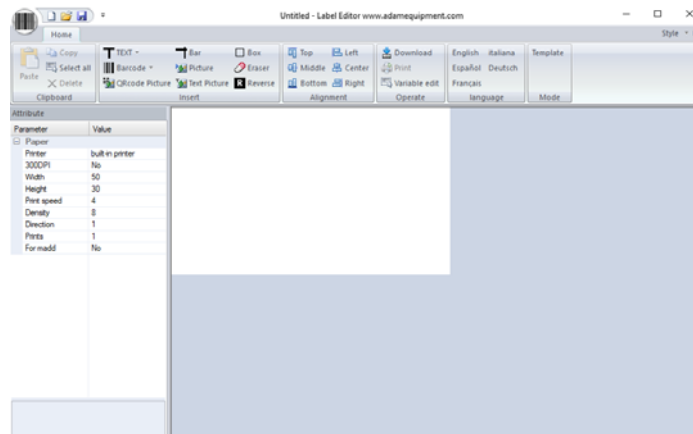 Untitled - Label Editor www.adamequipment.com
Home
Style
Paste
Copy
Select all
Delete
Clipboard
TEXT
Bar
Box
Barcode
Picture
Eraser
QRcode Picture
Text Picture
R Reverse
Insert
Top
Left
Middle
Center
Bottom
Right
Alignment
Download
Print
Variable edit
Operate
English
Italiana
Español
Deutsch
Français
language
Template
Mode
Attribute
Parameter Value
Paper
Printer built in printer
300DPI No
Width 50
Height 30
Print speed 4
Density 8
Direction 1
Prints 1
For madd No